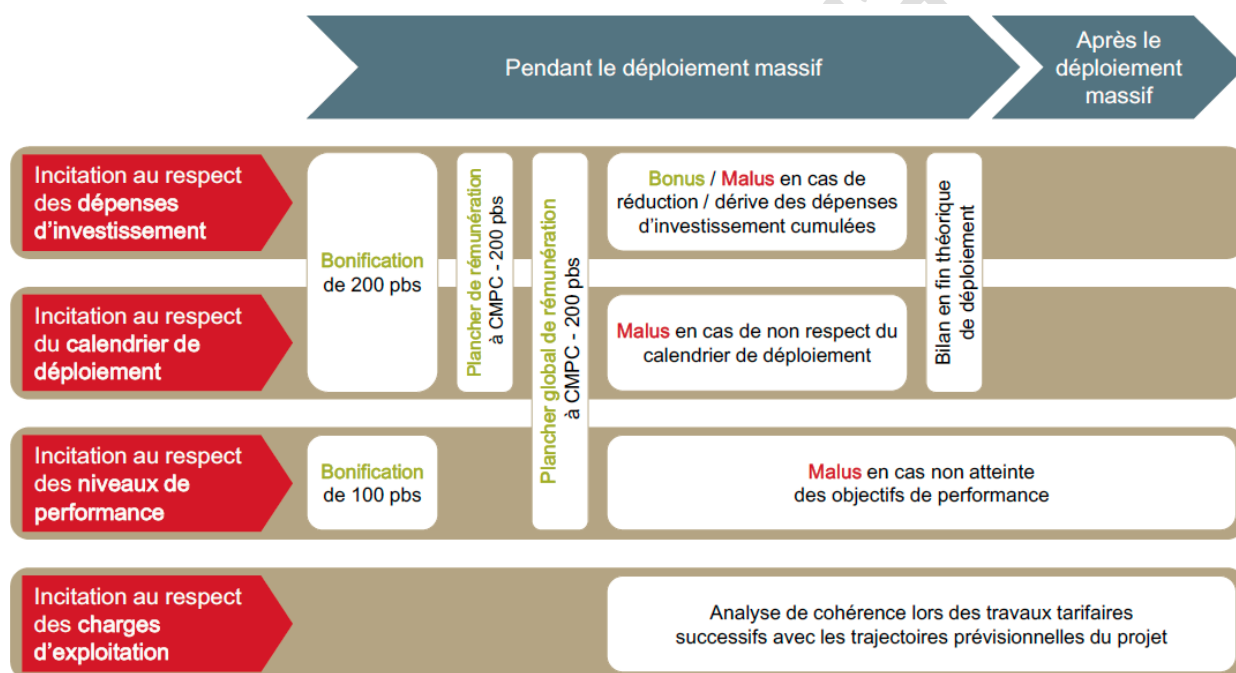 Pendant le déploiement massif
Après le
déploiement
massif
Incitation au respect
des dépenses
d'investissement
Bonification
de 200 pbs
Plancher de rémunération
à CMPC - 200 pbs
Plancher global de rémunération
à CMPC - 200 pbs
Bonus / Malus en cas de
réduction / dérive des dépenses
d'investissement cumulées
Bilan en fin théorique
de déploiement
Incitation au respect
du calendrier de
déploiement
Malus en cas de non respect du
calendrier de déploiement
Incitation au respect
des niveaux de
performance
Bonification
de 100 pbs
Malus en cas non atteinte
des objectifs de performance
Incitation au respect
des charges
d'exploitation
Analyse de cohérence lors des travaux tarifaires
successifs avec les trajectoires prévisionnelles du projet